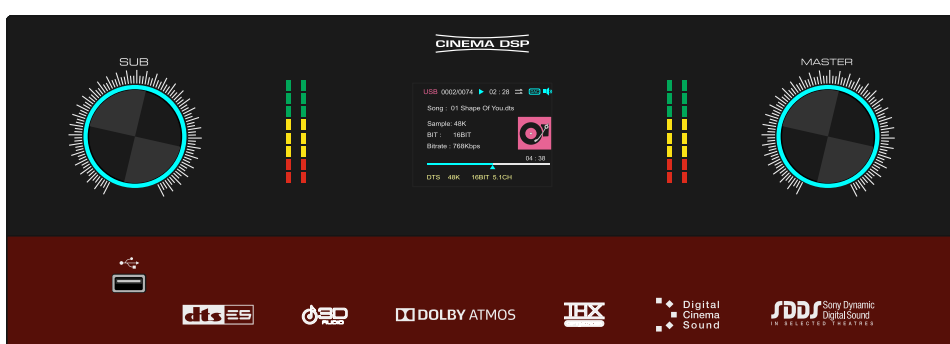 CINEMA DSP
SUB
MASTER
USB 0002/0074 02 : 28
Song : 01 Shape Of You.dts
Sample: 48K
BIT : 16BIT
Bitrate : 768Kbps
04 : 38
DTS 48K 16BIT 5.1CH
dts ES
3D AUDIO
DOLBY ATMOS
THX
Digital
Cinema
Sound
SDDS Sony Dynamic
Digital Sound
IN SELECTED THEATRES